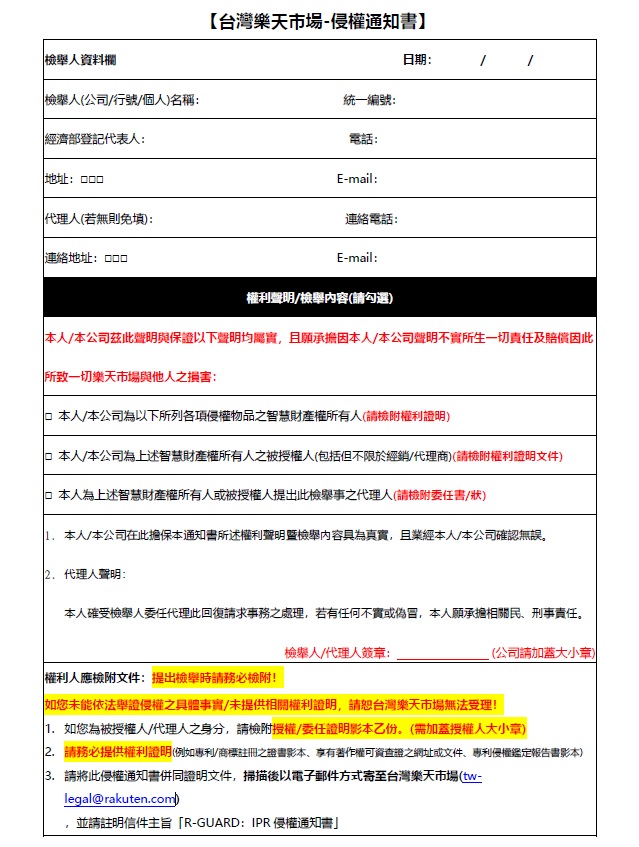 【台灣樂天市場-侵權通知書】
檢舉人資料欄 日期： / /
檢舉人(公司/行號/個人)名稱： 統一編號：
經濟部登記代表人： 電話：
地址：□□□ E-mail：
代理人(若無則免填)： 連絡電話：
連絡地址：□□□ E-mail：
權利聲明/檢舉內容(請勾選)
本人/本公司茲此聲明與保證以下聲明均屬實，且願承擔因本人/本公司聲明不實所生一切責任及賠償因此
所致一切樂天市場與他人之損害：
□ 本人/本公司為以下所列各項侵權物品之智慧財產權所有人(請檢附權利證明)
□ 本人/本公司為上述智慧財產權所有人之被授權人(包括但不限於經銷/代理商)(請檢附權利證明文件)
□ 本人為上述智慧財產權所有人或被授權人提出此檢舉事之代理人(請檢附委任書/狀)
1. 本人/本公司在此擔保本通知書所述權利聲明暨檢舉內容具為真實，且業經本人/本公司確認無誤。
2. 代理人聲明：
本人確受檢舉人委任代理此回復請求事務之處理，若有任何不實或偽冒，本人願承擔相關民、刑事責任。
檢舉人/代理人簽章：＿＿＿＿＿＿＿ (公司請加蓋大小章)
權利人應檢附文件：提出檢舉時請務必檢附！
如您未能依法舉證侵權之具體事實/未提供相關權利證明，請恕台灣樂天市場無法受理！
1. 如您為被授權人/代理人之身分，請檢附授權/委任證明影本乙份。(需加蓋授權人大小章)
2. 請務必提供權利證明(例如專利/商標註冊之證書影本、享有著作權可資查證之網址或文件、專利侵權鑑定報告書影本)
3. 請將此侵權通知書併同證明文件，掃描後以電子郵件方式寄至台灣樂天市場(tw-
legal@rakuten.com)
，並請註明信件主旨「R-GUARD：IPR 侵權通知書」